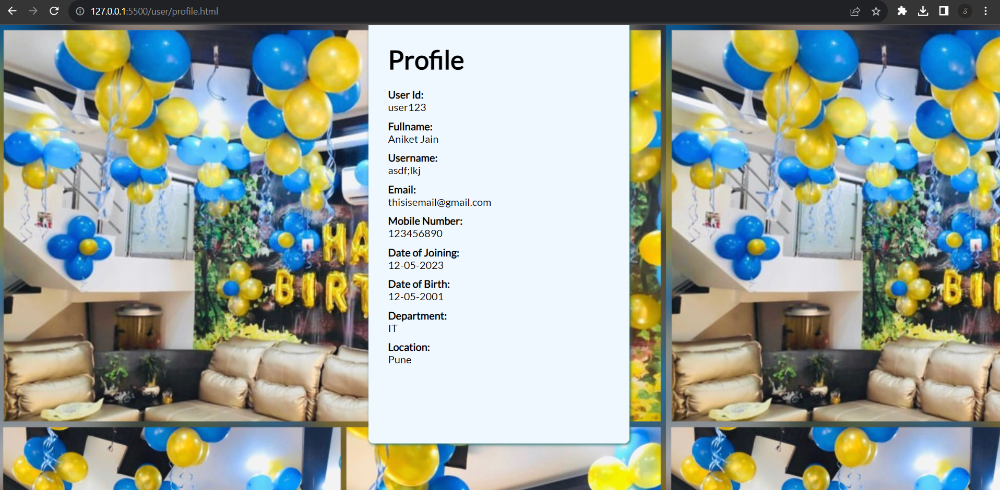 127.0.0.1:5500/user/profile.html
Profile
User Id:
user123
Fullname:
Aniket Jain
Username:
asdf;lkj
Email:
thisisemail@gmail.com
Mobile Number:
123456890
Date of Joining:
12-05-2023
Date of Birth:
12-05-2001
Department:
IT
Location:
Pune
HA
BIRT
H
BI